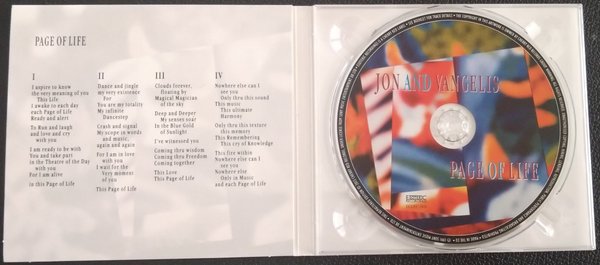 PAGE OF LIFE
I
I aspire to know
the very meaning of you
This Life
I awake to each day
each Page of Life
Ready and alert
To Run and laugh
and love and cry
with you
I am ready to be with
You and take part
in the Theatre of the Day
with you
For I am alive
in this Page of Life
II
Dance and jingle
my very existence
For
You are my totality
My infinite
Dancestep
Crash and signal
My scope in words
and music,
again and again
For I am in love
with you
I wait for the
Very moment
of you
This Page of Life
III
Clouds forever,
floating by
Magical Magician
of the sky
Deep and Deeper
My senses soar
In the Blue Gold
of Sunlight
I've witnessed you
Coming thru wisdom
Coming thru Freedom
Coming together
This Love
This Page of Life
IV
Nowhere else can I
see you
Only thru this sound
This music
This ultimate
Harmony
Only thru this texture
this memory
This Remembering
This cry of Knowledge
This fire within
Nowhere else can I
see you
Nowhere else
Only in Music
and each Page of Life
JON AND VANGELIS
PAGE OF LIFE